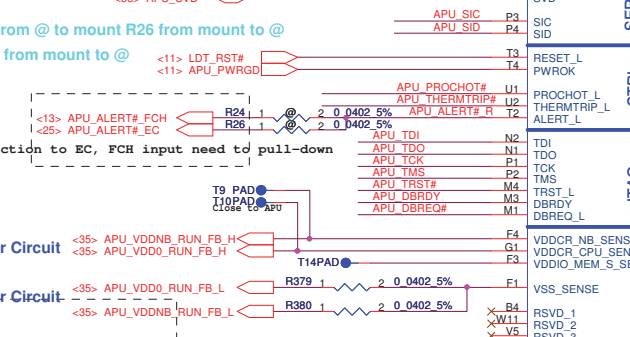 APU_SIC P3 SIC
APU_SID P4 SID
rom @ to mount R26 from mount to @
from mount to @
<11> LDT_RST# T3 RESET_L
<11> APU_PWRGD T4 PWROK
APU_PROCHOT# U1 PROCHOT_L
APU_THERMTRIP# U2 THERMTRIP_L
<13> APU_ALERT#_FCH R24 1 @ 2 0_0402_5% APU_ALERT#_R T2 ALERT_L
<25> APU_ALERT#_EC R26 1 @ 2 0_0402_5%
ction to EC, FCH input need to pull-down
APU_TDI N2 TDI
APU_TDO N1 TDO
APU_TCK P1 TCK
APU_TMS P2 TMS
APU_TRST# M4 TRST_L
APU_DBRDY M3 DBRDY
APU_DBREQ# M1 DBREQ_L
T9 PAD
T10PAD
Close to APU
r Circuit
<35> APU_VDDNB_RUN_FB_H F4 VDDCR_NB_SENS
<35> APU_VDD0_RUN_FB_H G1 VDDCR_CPU_SEN
T14PAD F3 VDDIO_MEM_S_SE
r Circuit
<35> APU_VDD0_RUN_FB_L R379 1 2 0_0402_5% F1 VSS_SENSE
<35> APU_VDDNB_RUN_FB_L R380 1 2 0_0402_5%
B4 RSVD_1
W11 RSVD_2
V5